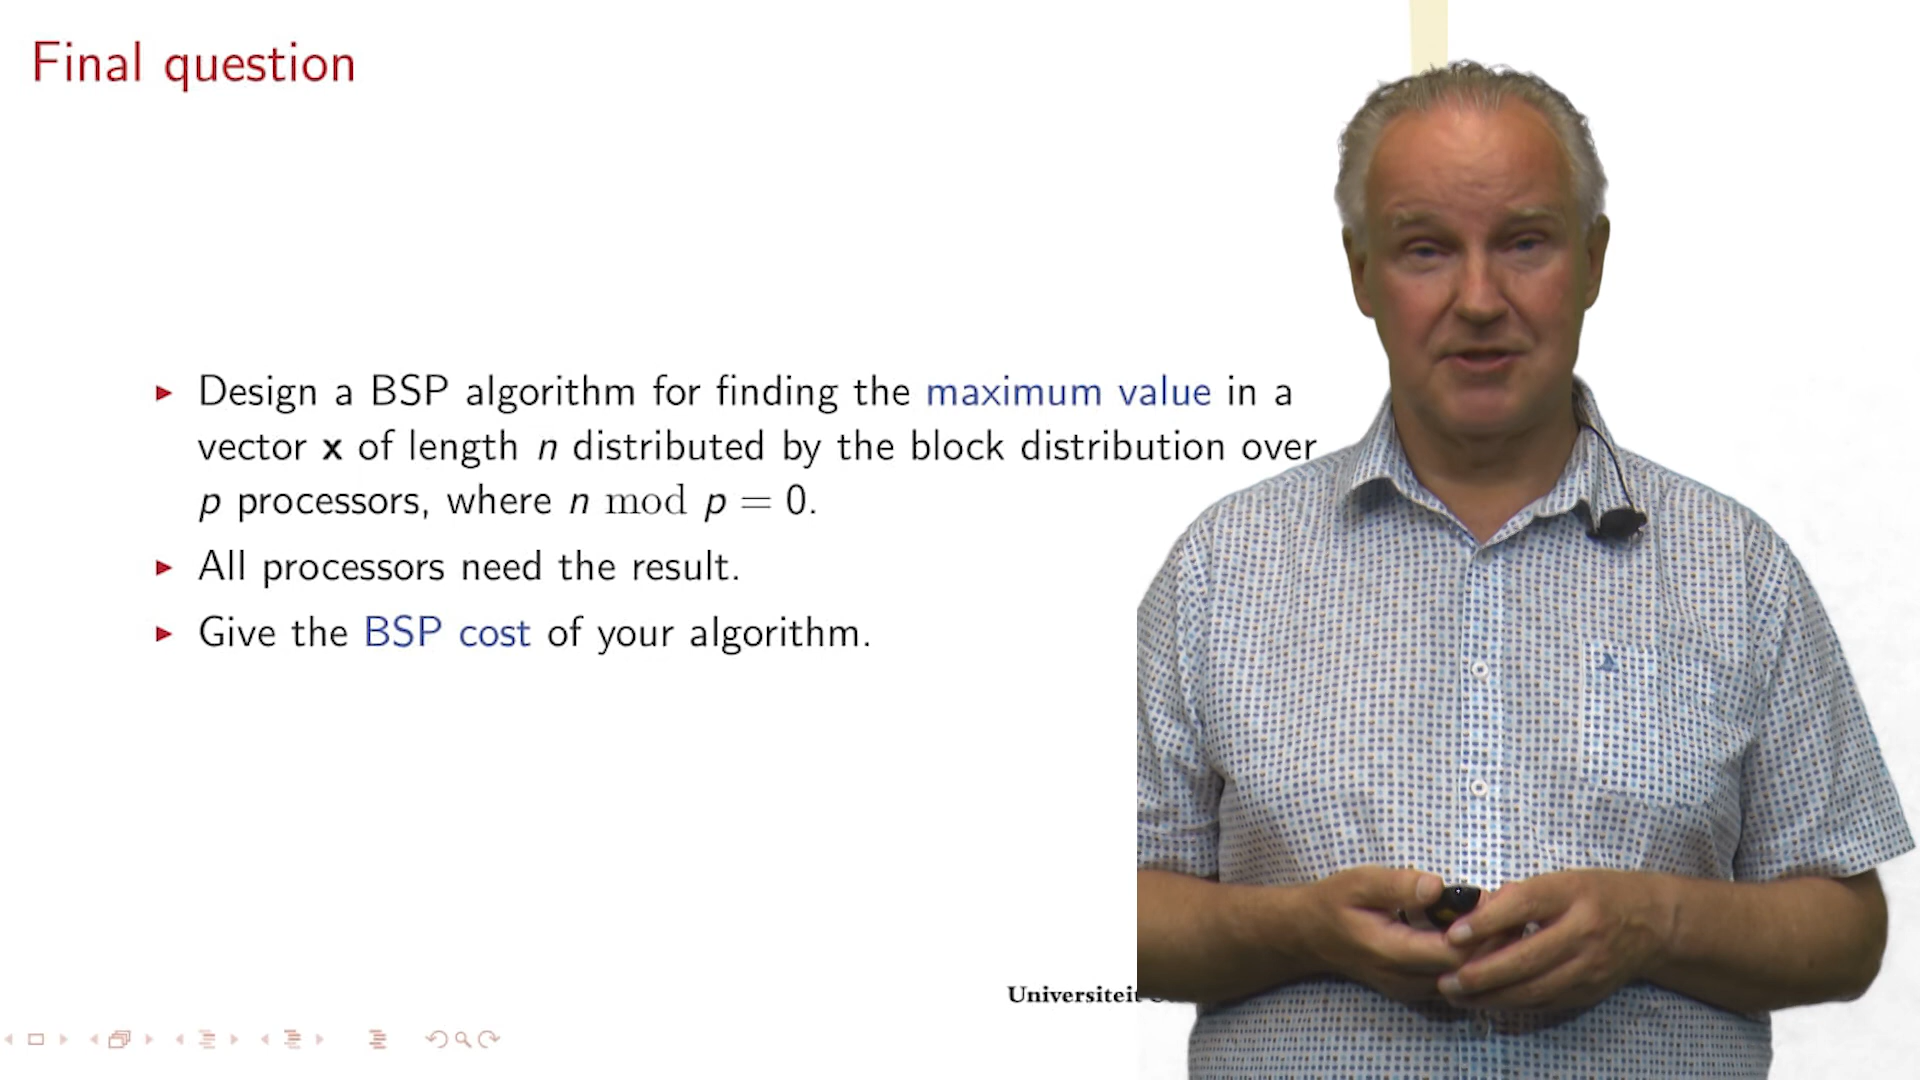 Final question
Design a BSP algorithm for finding the maximum value in a
vector x of length n distributed by the block distribution over
p processors, where n mod p = 0.
All processors need the result.
Give the BSP cost of your algorithm.